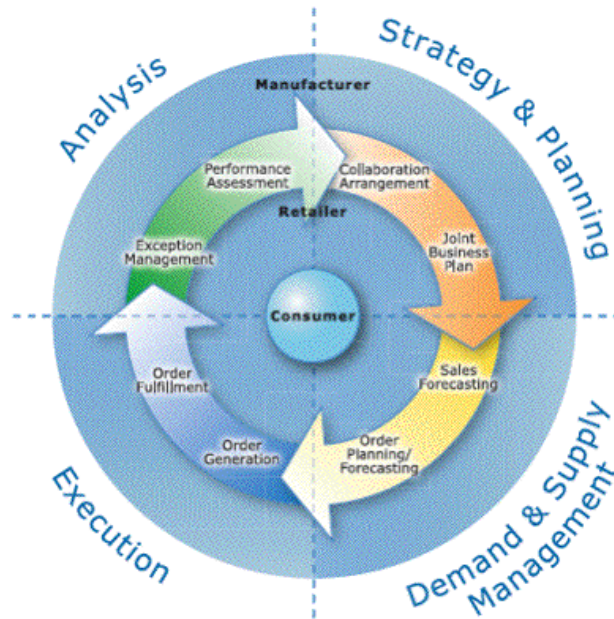 Analysis
Strategy & Planning
Manufacturer
Performance
Assessment
Collaboration
Arrangement
Retailer
Exception
Management
Joint
Business
Plan
Consumer
Order
Fulfillment
Sales
Forecasting
Order
Generation
Order
Planning/
Forecasting
Execution
Demand & Supply
Management